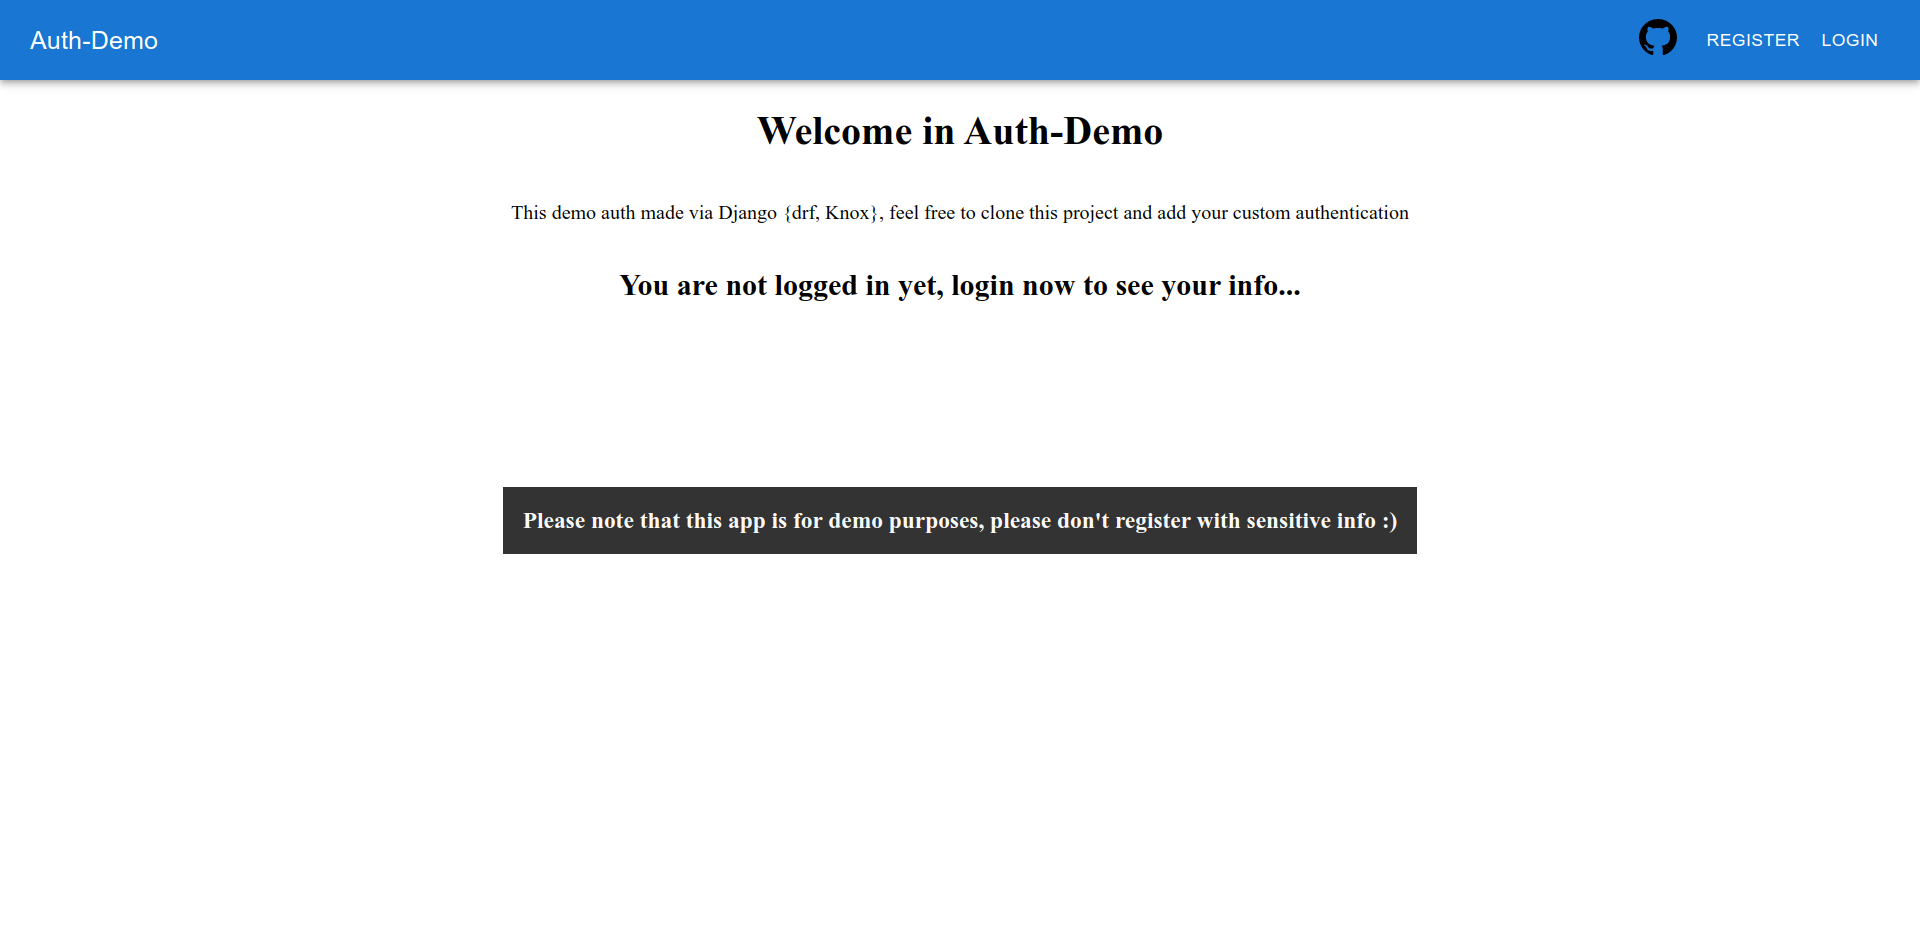 Auth-Demo
REGISTER LOGIN
Welcome in Auth-Demo
This demo auth made via Django {drf, Knox}, feel free to clone this project and add your custom authentication
You are not logged in yet, login now to see your info...
Please note that this app is for demo purposes, please don't register with sensitive info :)